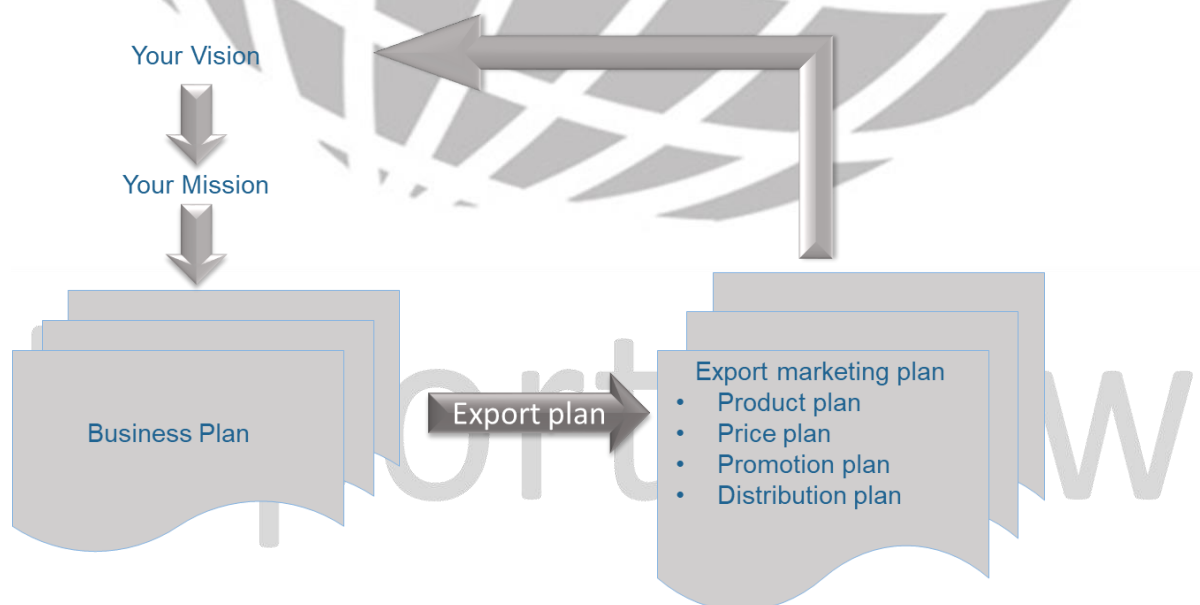 Your Vision
Your Mission
Business Plan
Export plan
Export marketing plan
• Product plan
• Price plan
• Promotion plan
• Distribution plan